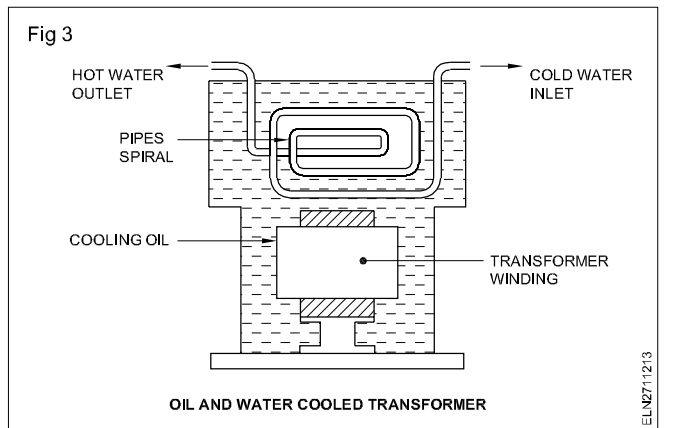 Fig 3
HOT WATER
OUTLET
COLD WATER
INLET
PIPES
SPIRAL
COOLING OIL
TRANSFORMER
WINDING
OIL AND WATER COOLED TRANSFORMER
ELN2711213